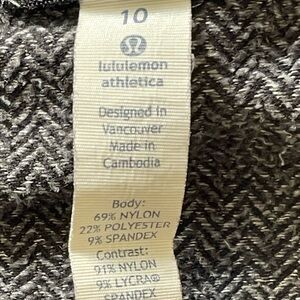 10
lululemon
athletica
Designed in
Vancouver
Made in
Cambodia
Body:
69% NYLON
22% POLYESTER
9% SPANDEX
Contrast:
91% NYLON
9% LYCRA®
SPANDEX